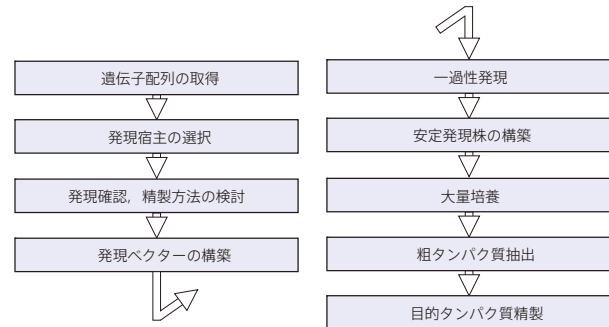 遺伝子配列の取得
発現宿主の選択
発現確認，精製方法の検討
発現ベクターの構築
一過性発現
安定発現株の構築
大量培養
粗タンパク質抽出
目的タンパク質精製